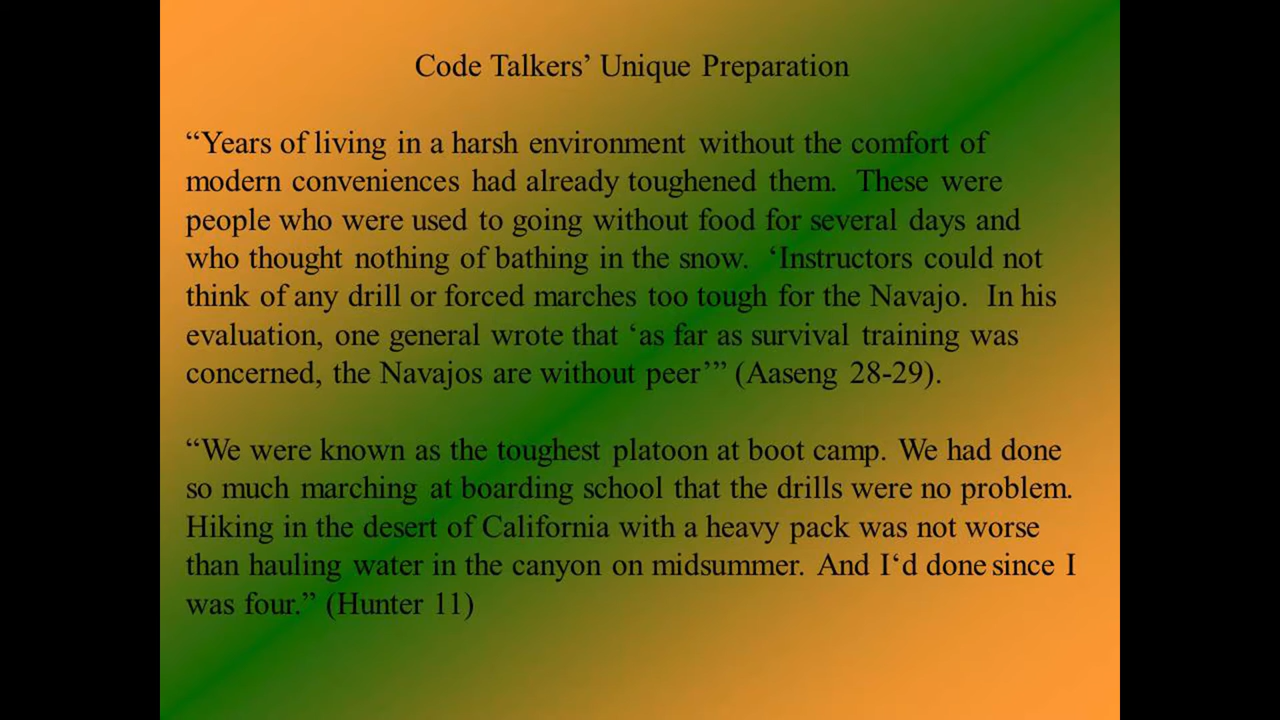 Code Talkers’ Unique Preparation
“Years of living in a harsh environment without the comfort of
modern conveniences had already toughened them. These were
people who were used to going without food for several days and
who thought nothing of bathing in the snow. ‘Instructors could not
think of any drill or forced marches too tough for the Navajo. In his
evaluation, one general wrote that ‘as far as survival training was
concerned, the Navajos are without peer’” (Aaseng 28-29).
“We were known as the toughest platoon at boot camp. We had done
so much marching at boarding school that the drills were no problem.
Hiking in the desert of California with a heavy pack was not worse
than hauling water in the canyon on midsummer. And I‘d done since I
was four.” (Hunter 11)